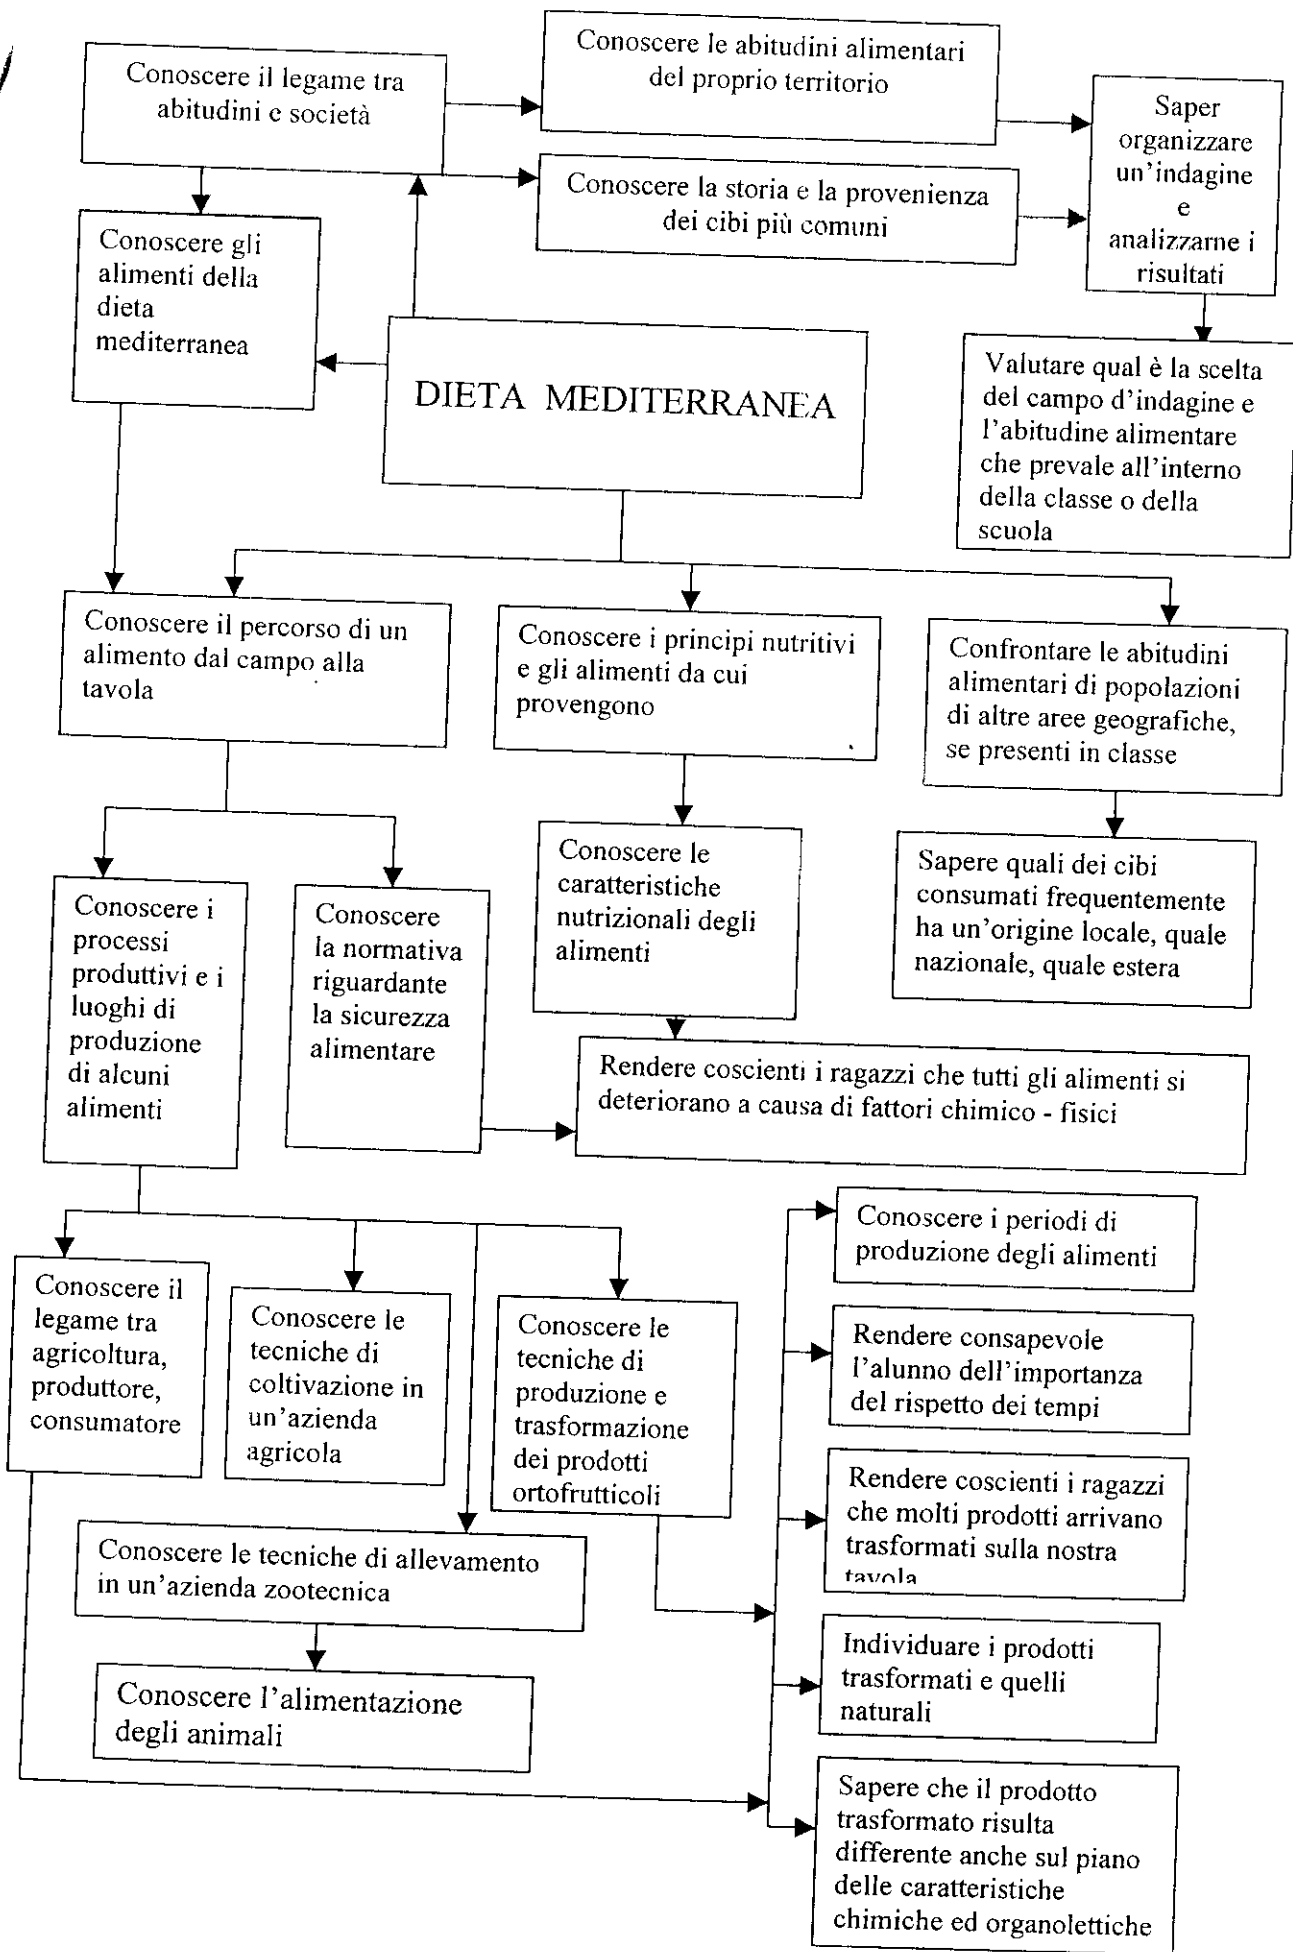 Conoscere il legame tra
abitudini e società
Conoscere le abitudini alimentari
del proprio territorio
Saper
organizzare
un'indagine
e
analizzarne i
risultati
Conoscere la storia e la provenienza
dei cibi più comuni
Conoscere gli
alimenti della
dieta
mediterranea
DIETA MEDITERRANEA
Valutare qual è la scelta
del campo d'indagine e
l'abitudine alimentare
che prevale all'interno
della classe o della
scuola
Conoscere il percorso di un
alimento dal campo alla
tavola
Conoscere i principi nutritivi
e gli alimenti da cui
provengono
Confrontare le abitudini
alimentari di popolazioni
di altre aree geografiche,
se presenti in classe
Conoscere i
processi
produttivi e i
luoghi di
produzione
di alcuni
alimenti
Conoscere
la normativa
riguardante
la sicurezza
alimentare
Conoscere le
caratteristiche
nutrizionali degli
alimenti
Sapere quali dei cibi
consumati frequentemente
ha un'origine locale, quale
nazionale, quale estera
Rendere coscienti i ragazzi che tutti gli alimenti si
deteriorano a causa di fattori chimico - fisici
Conoscere il
legame tra
agricoltura,
produttore,
consumatore
Conoscere le
tecniche di
coltivazione in
un'azienda
agricola
Conoscere le
tecniche di
produzione e
trasformazione
dei prodotti
ortofrutticoli
Conoscere i periodi di
produzione degli alimenti
Rendere consapevole
l'alunno dell'importanza
del rispetto dei tempi
Rendere coscienti i ragazzi
che molti prodotti arrivano
trasformati sulla nostra
tavola
Conoscere le tecniche di allevamento
in un'azienda zootecnica
Conoscere l'alimentazione
degli animali
Individuare i prodotti
trasformati e quelli
naturali
Sapere che il prodotto
trasformato risulta
differente anche sul piano
delle caratteristiche
chimiche ed organolettiche